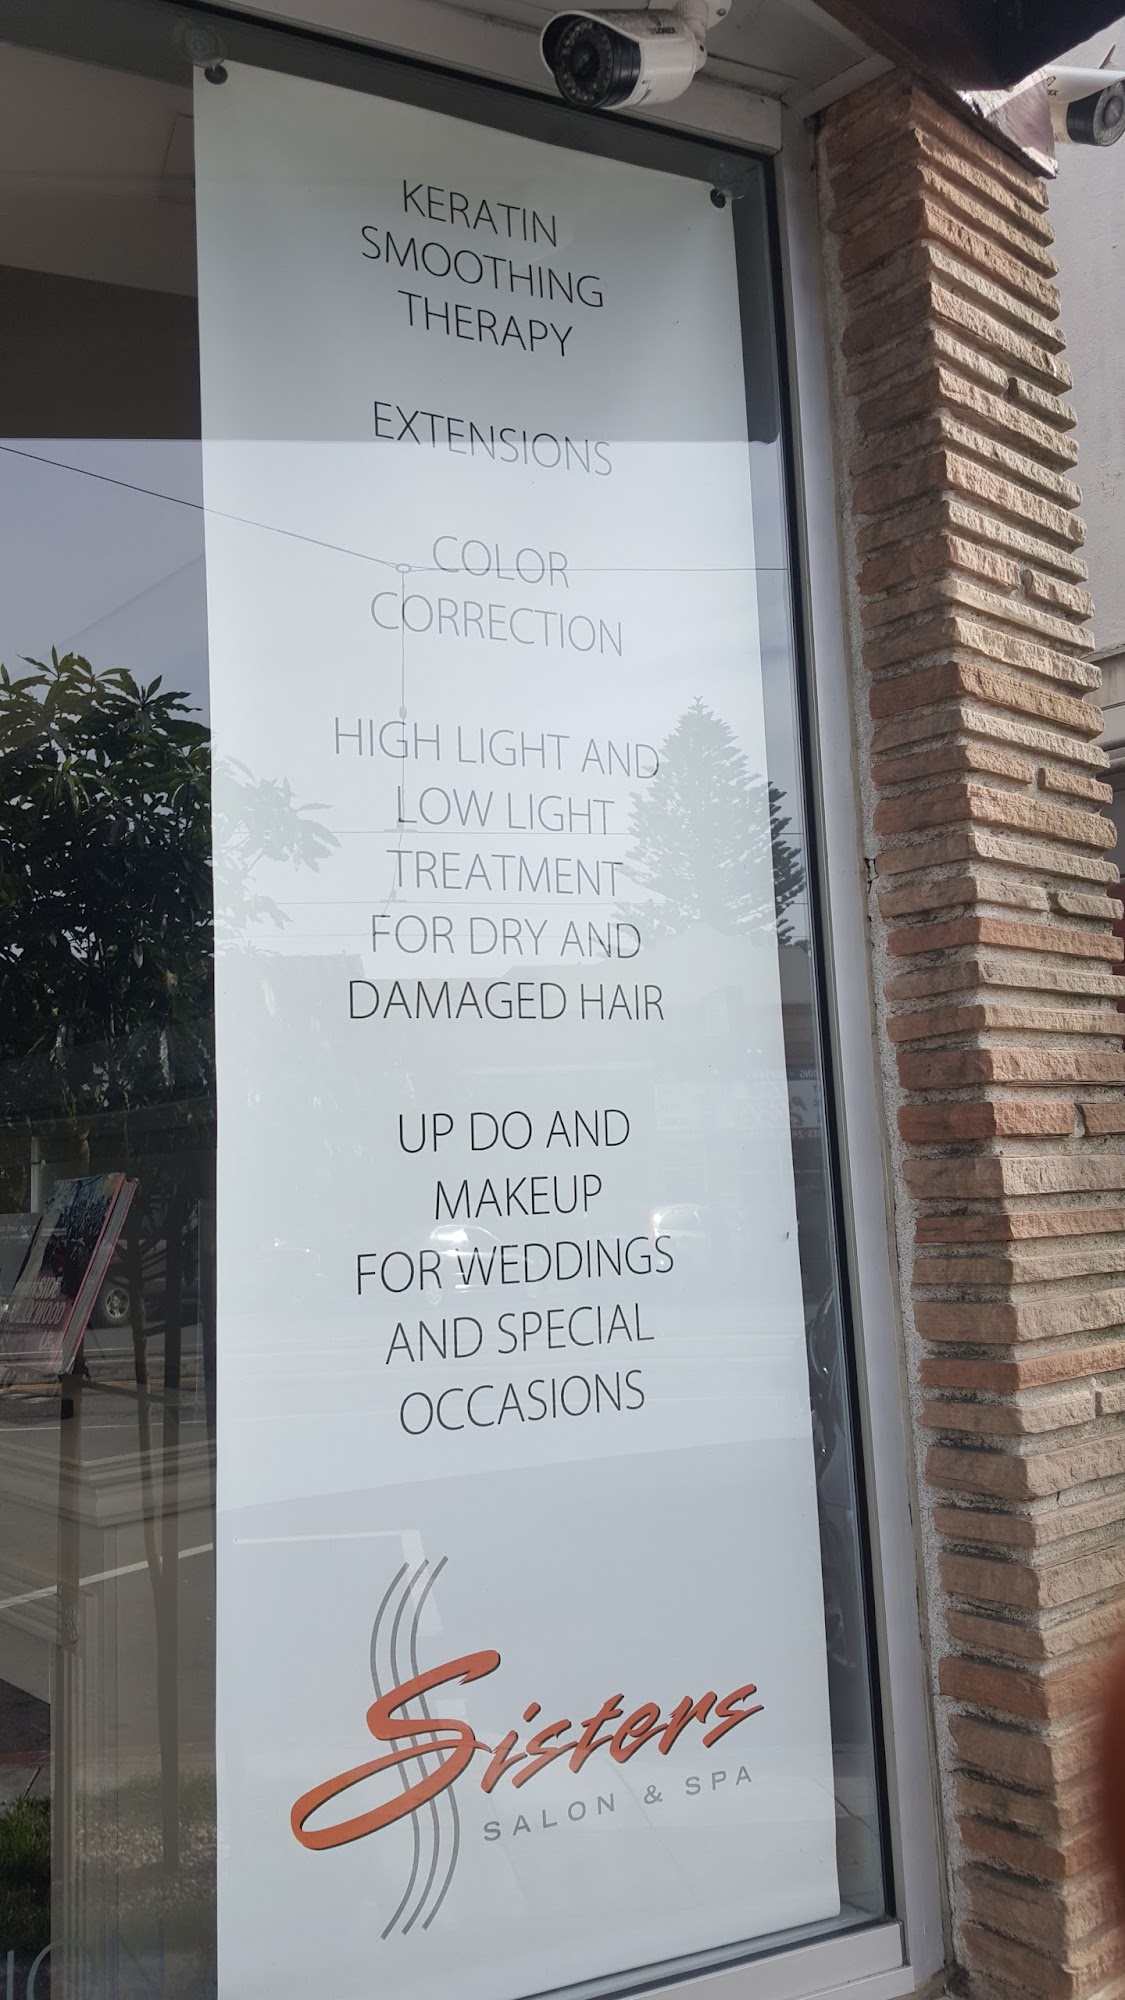 KERATIN
SMOOTHING
THERAPY
EXTENSIONS
COLOR
CORRECTION
HIGH LIGHT AND
LOW LIGHT
TREATMENT
FOR DRY AND
DAMAGED HAIR
UP DO AND
MAKEUP
FOR WEDDINGS
AND SPECIAL
OCCASIONS
Sisters
SALON & SPA